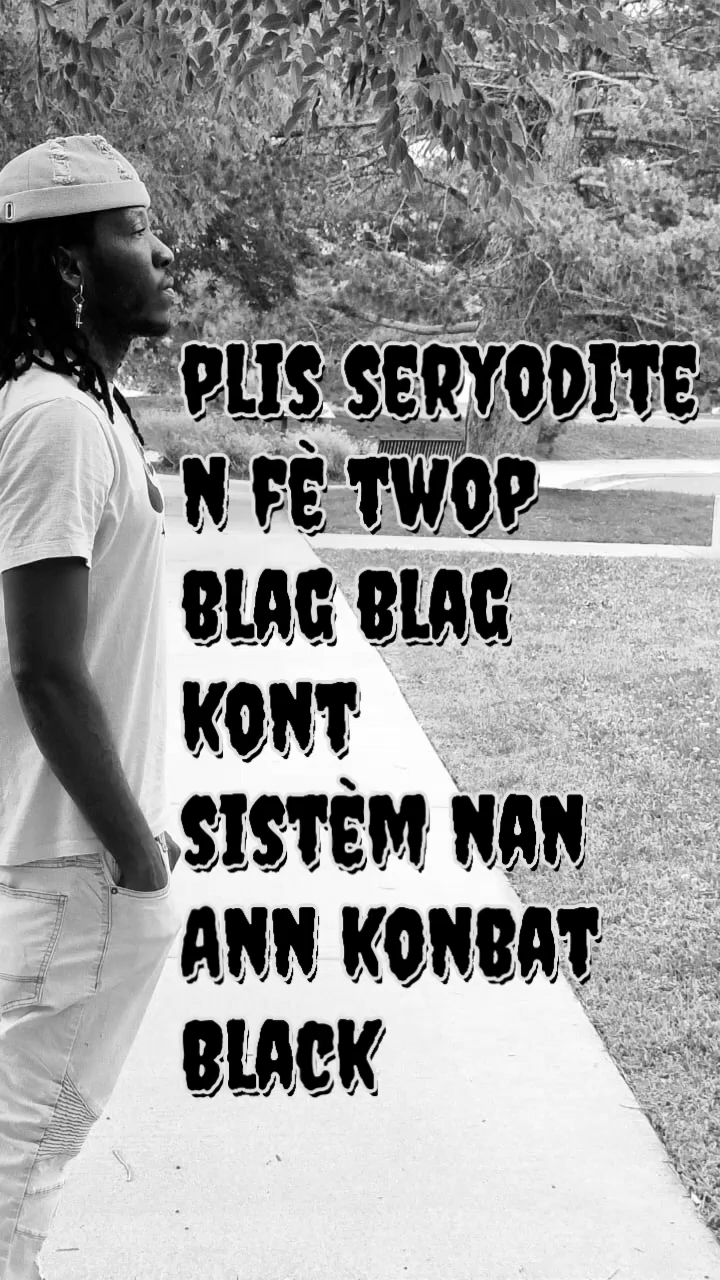 PLIS SERYODITE
N FÈ TWOP
BLAG BLAG
KONT
SISTÈM NAN
ANN KONBAT
BLACK